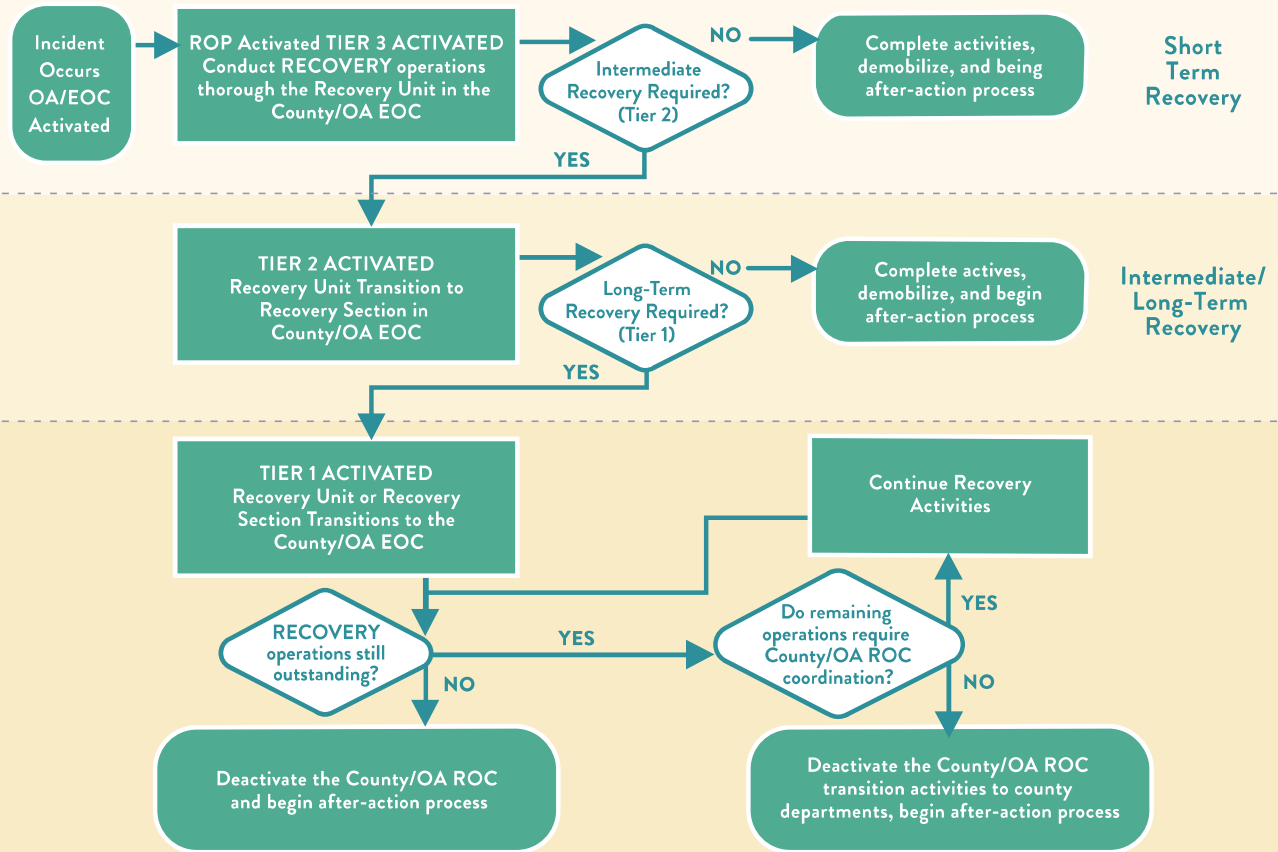 Incident
Occurs
OA/EOC
Activated
ROP Activated TIER 3 ACTIVATED
Conduct RECOVERY operations
thorough the Recovery Unit in the
County/OA EOC
Intermediate
Recovery Required?
(Tier 2)
NO
Complete activities,
demobilize, and being
after-action process
Short
Term
Recovery
YES
TIER 2 ACTIVATED
Recovery Unit Transition to
Recovery Section in
County/OA EOC
Long-Term
Recovery Required?
(Tier 1)
NO
Complete actives,
demobilize, and begin
after-action process
Intermediate/
Long-Term
Recovery
YES
TIER 1 ACTIVATED
Recovery Unit or Recovery
Section Transitions to the
County/OA EOC
Continue Recovery
Activities
RECOVERY
operations still
outstanding?
YES
Do remaining
operations require
County/OA ROC
coordination?
YES
NO
NO
Deactivate the County/OA ROC
and begin after-action process
Deactivate the County/OA ROC
transition activities to county
departments, begin after-action process